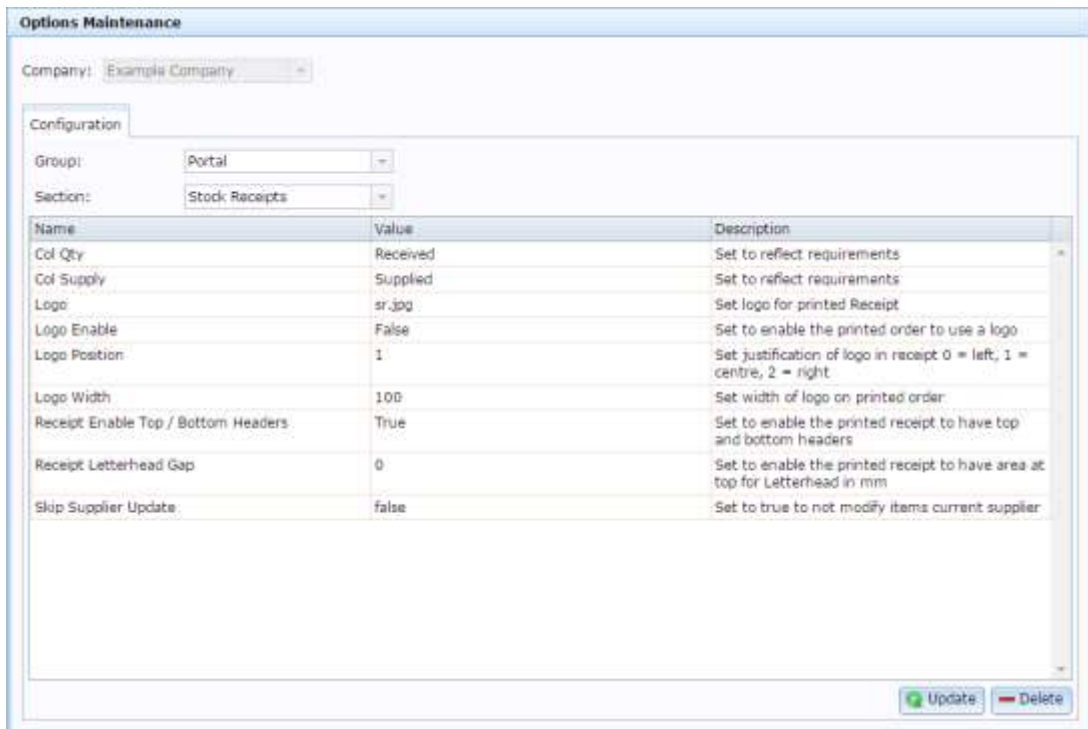 Options Maintenance
Company: Example Company
Configuration
Group: Portal
Section: Stock Receipts
Name Value Description
Col Qty Received Set to reflect requirements
Col Supply Supplied Set to reflect requirements
Logo sr.jpg Set logo for printed Receipt
Logo Enable False Set to enable the printed order to use a logo
Logo Position 1 Set justification of logo in receipt 0 = left, 1 =
centre, 2 = right
Logo Width 100 Set width of logo on printed order
Receipt Enable Top / Bottom Headers True Set to enable the printed receipt to have top
and bottom headers
Receipt Letterhead Gap 0 Set to enable the printed receipt to have area at
top for Letterhead in mm
Skip Supplier Update false Set to true to not modify items current supplier
Update Delete